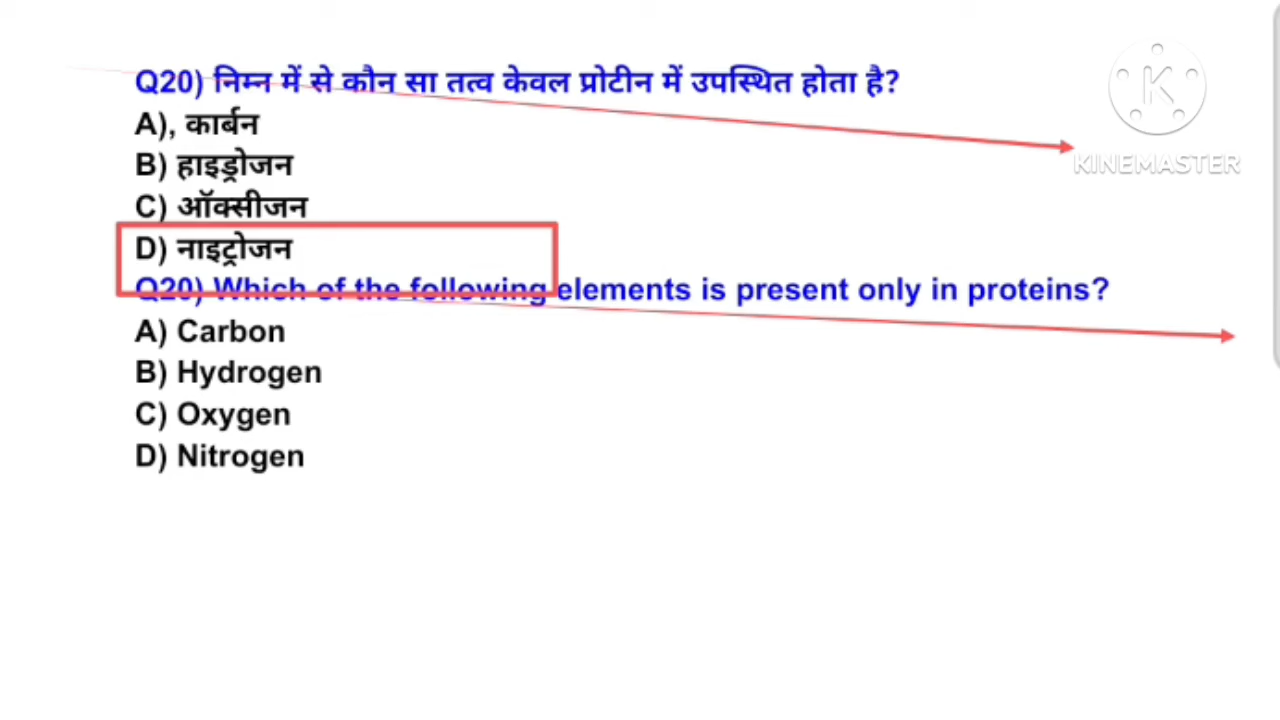 Q20) निम्न में से कौन सा तत्व केवल प्रोटीन में उपस्थित होता है?
A), कार्बन
B) हाइड्रोजन
C) ऑक्सीजन
D) नाइट्रोजन
Q20) Which of the following elements is present only in proteins?
A) Carbon
B) Hydrogen
C) Oxygen
D) Nitrogen
K
KINEMASTER